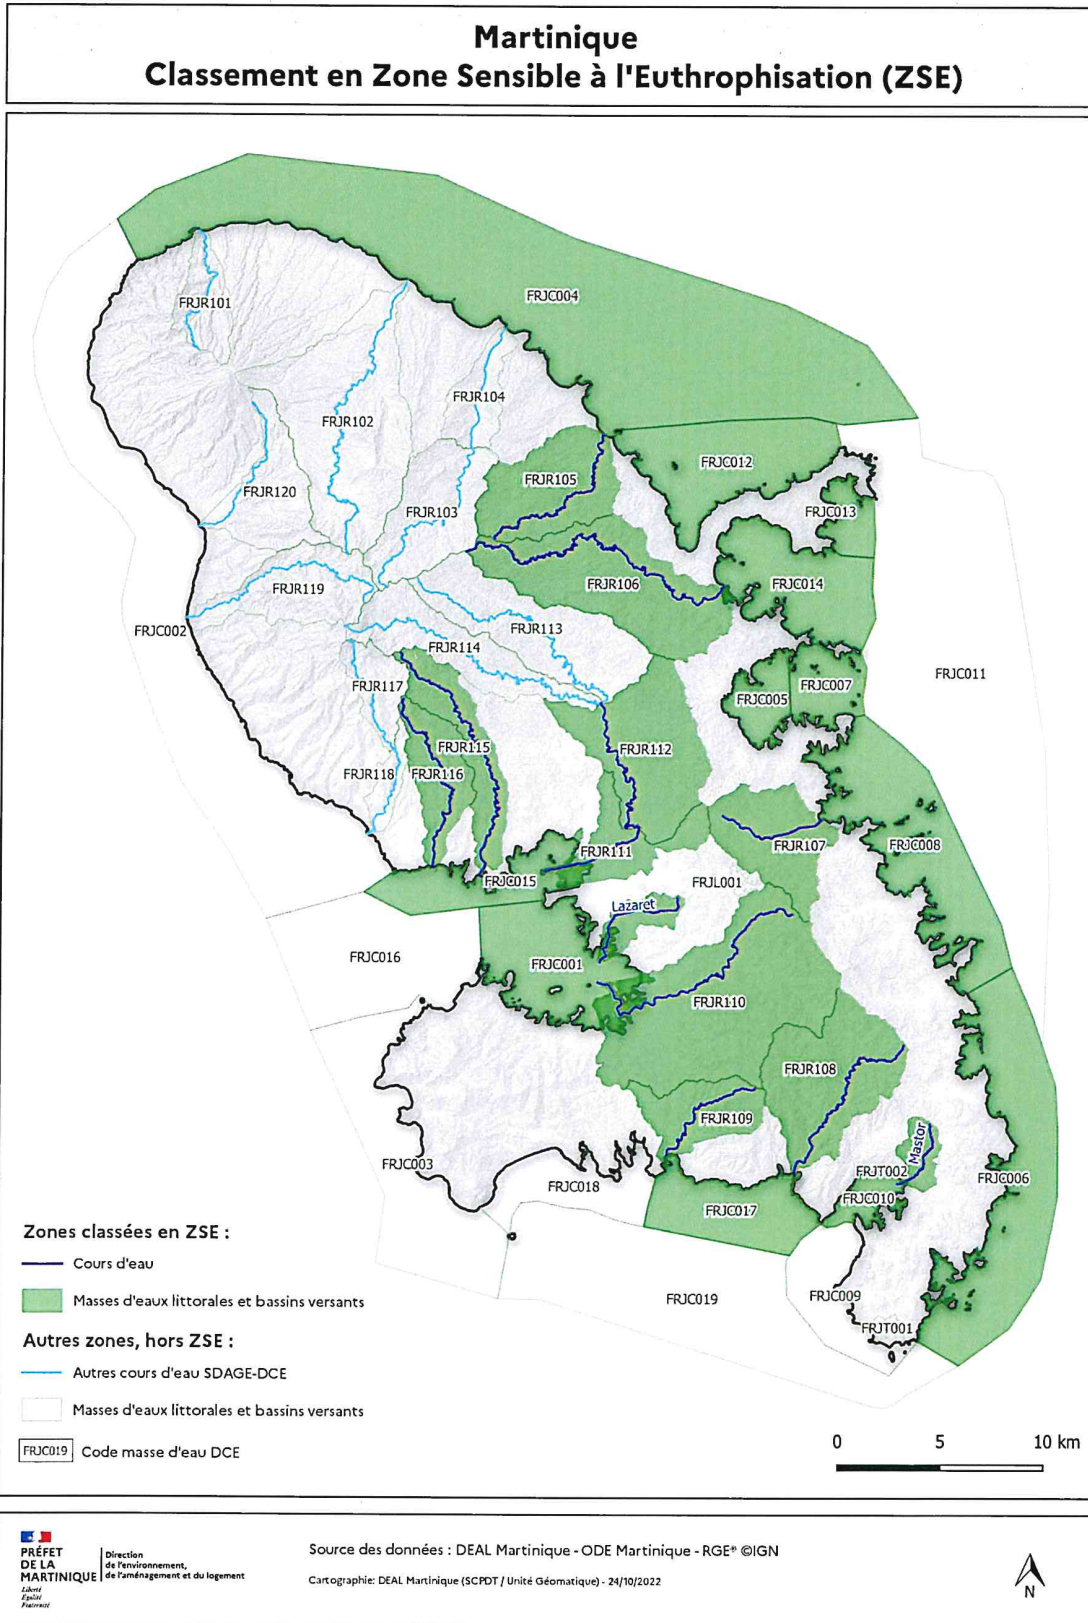 Martinique
Classement en Zone Sensible à l'Euthrophisation (ZSE)
FRJR101
FRJC004
FRJR104
FRJR102
FRJC012
FRJR105
FRJR120
FRJR103
FRJC013
FRJR119
FRJR106
FRJC014
FRJC002
FRJR113
FRJR114
FRJC011
FRJR117
FRJC005
FRJC007
FRJR115
FRJR112
FRJR118
FRJR116
FRJR107
FRJC008
FRJR111
FRJC015
FRJL001
Lazaret
FRJC016
FRJC001
FRJR110
FRJR108
FRJR109
Mastor
FRJC003
FRJC018
FRJT002
FRJC006
FRJC010
FRJC017
FRJC019
FRJC009
FRJT001
Zones classées en ZSE :
Cours d'eau
Masses d'eaux littorales et bassins versants
Autres zones, hors ZSE :
Autres cours d'eau SDAGE-DCE
Masses d'eaux littorales et bassins versants
FRJC019 Code masse d'eau DCE
0 5 10 km
PRÉFET
DE LA
MARTINIQUE
Liberté
Égalité
Fraternité
Direction
de l'environnement,
de l'aménagement et du logement
Source des données : DEAL Martinique - ODE Martinique - RGE® ©IGN
Cartographie: DEAL Martinique (SCPDT / Unité Géomatique) - 24/10/2022
N